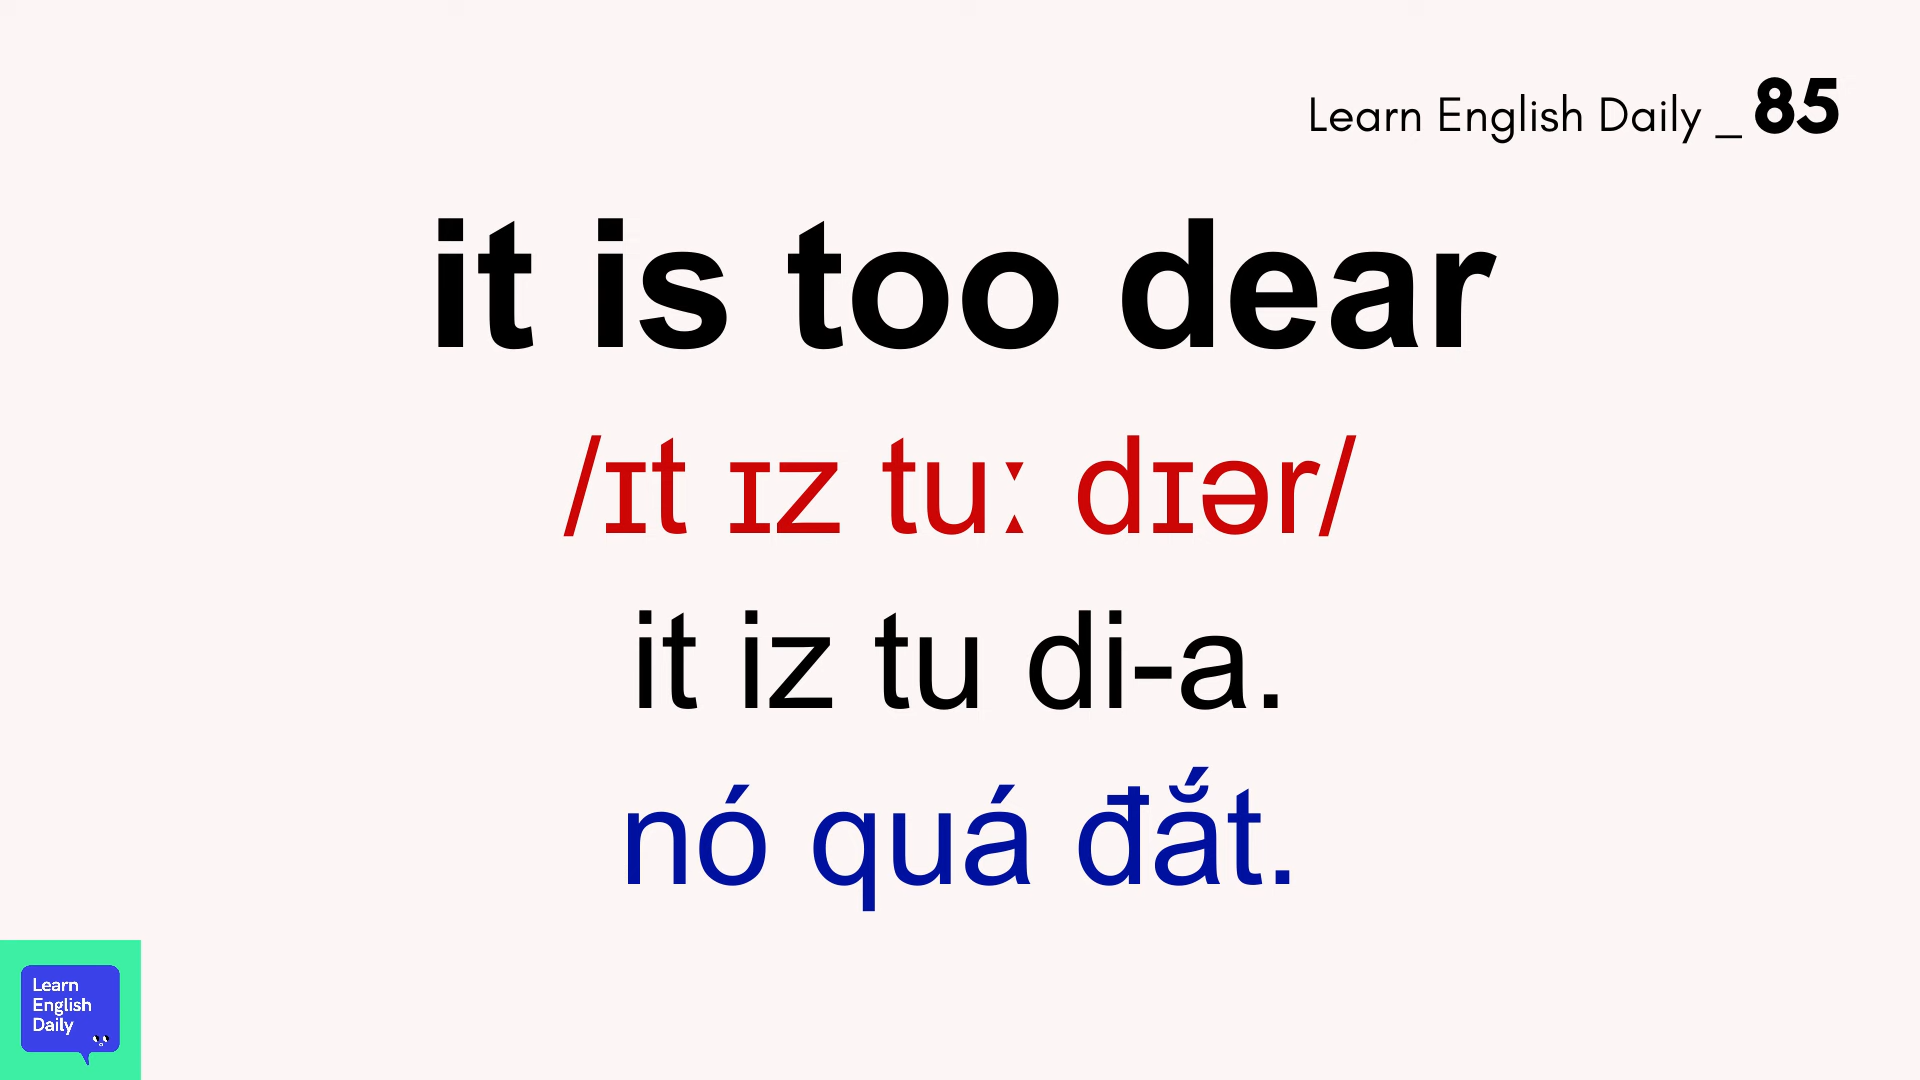 Learn English Daily _ 85
it is too dear
/ɪt ɪz tuː dɪər/
it iz tu di-a.
nó quá đắt.
Learn
English
Daily